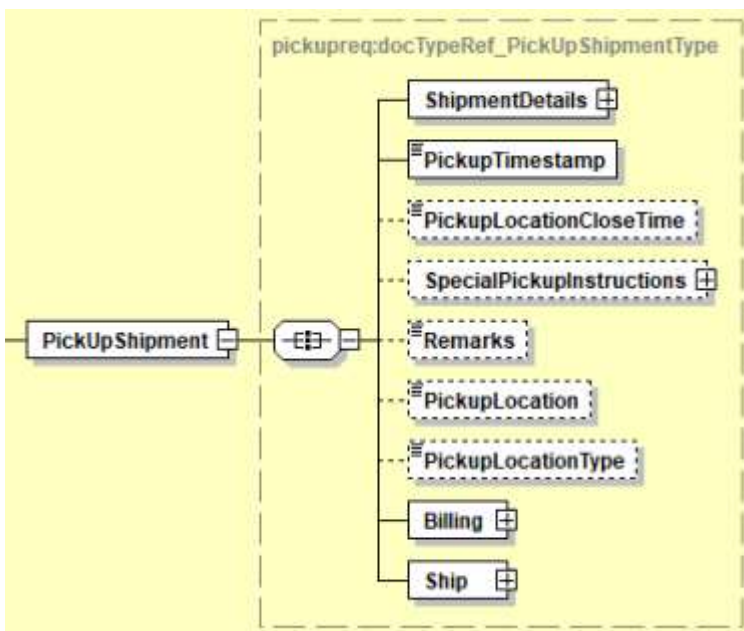 pickupreq:docTypeRef_PickUpShipmentType
ShipmentDetails
PickupTimestamp
PickupLocationCloseTime
SpecialPickupInstructions
PickUpShipment
Remarks
PickupLocation
PickupLocationType
Billing
Ship